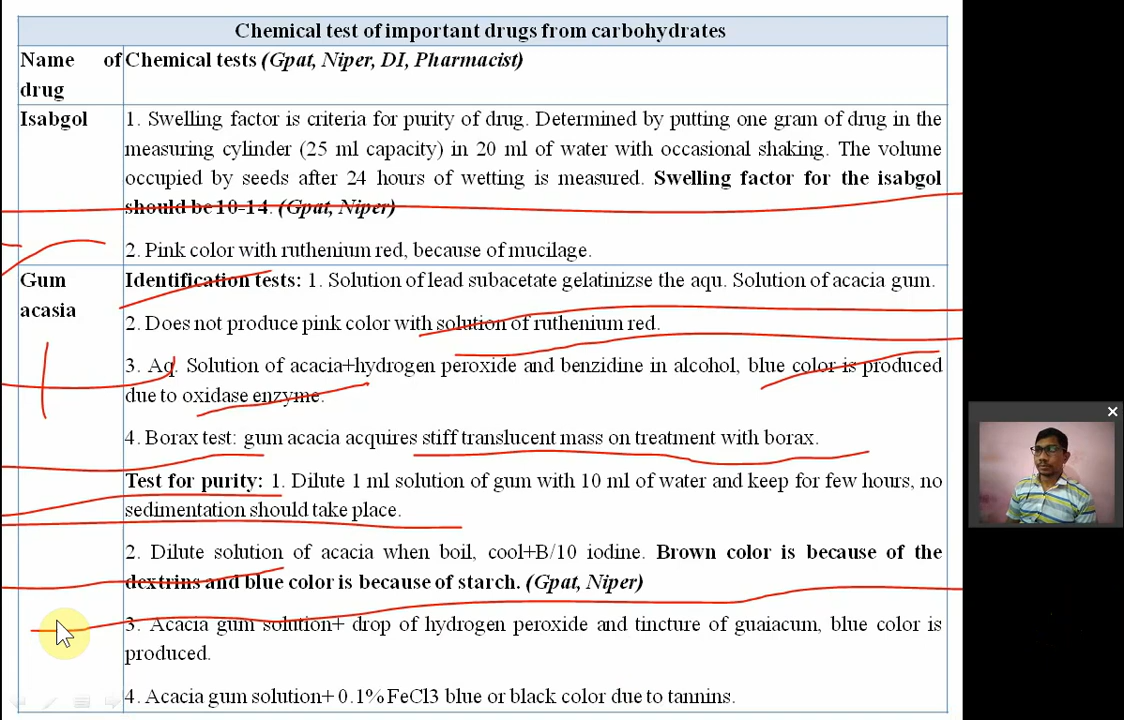 Chemical test of important drugs from carbohydrates
Name of drug
Chemical tests (Gpat, Niper, DI, Pharmacist)
Isabgol
1. Swelling factor is criteria for purity of drug. Determined by putting one gram of drug in the
measuring cylinder (25 ml capacity) in 20 ml of water with occasional shaking. The volume
occupied by seeds after 24 hours of wetting is measured. Swelling factor for the isabgol
should be 10-14. (Gpat, Niper)
2. Pink color with ruthenium red, because of mucilage.
Gum
acasia
Identification tests: 1. Solution of lead subacetate gelatinizse the aqu. Solution of acacia gum.
2. Does not produce pink color with solution of ruthenium red.
3. Aq. Solution of acacia+hydrogen peroxide and benzidine in alcohol, blue color is produced
due to oxidase enzyme.
4. Borax test: gum acacia acquires stiff translucent mass on treatment with borax.
Test for purity: 1. Dilute 1 ml solution of gum with 10 ml of water and keep for few hours, no
sedimentation should take place.
2. Dilute solution of acacia when boil, cool+B/10 iodine. Brown color is because of the
dextrins and blue color is because of starch. (Gpat, Niper)
3. Acacia gum solution+ drop of hydrogen peroxide and tincture of guaiacum, blue color is
produced.
4. Acacia gum solution+ 0.1% FeCl3 blue or black color due to tannins.